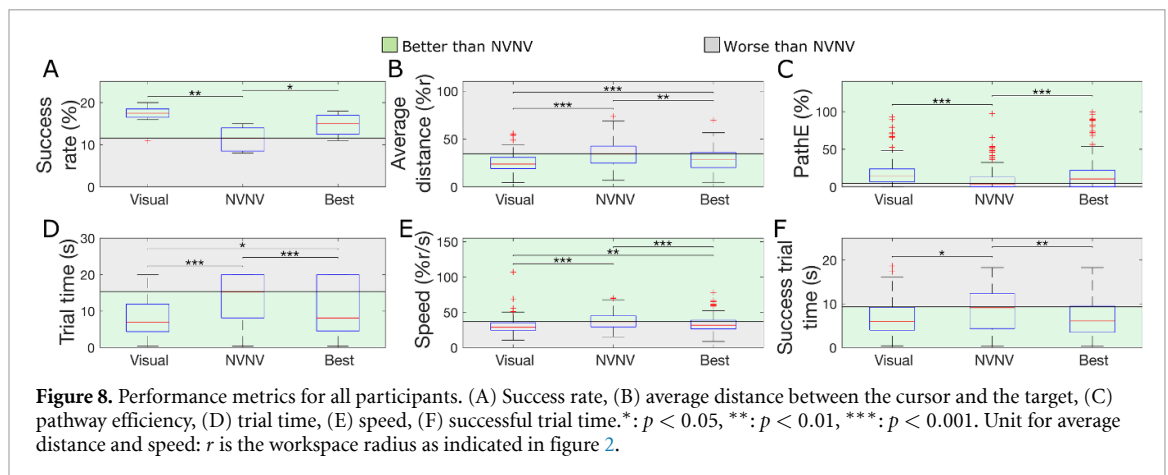 Better than NVNV Worse than NVNV
A
Success
rate (%)
20
10
0
** *
Visual NVNV Best
B
Average
distance (%r)
100
50
0
***
*** **
Visual NVNV Best
C
PathE (%)
100
50
0
*** ***
Visual NVNV Best
D
Trial time (s)
30
20
10
0
*
*** ***
Visual NVNV Best
E
Speed (%r/s)
150
100
50
0
***
**
***
Visual NVNV Best
F
Success trial
time (s)
20
10
0
* **
Visual NVNV Best
Figure 8. Performance metrics for all participants. (A) Success rate, (B) average distance between the cursor and the target, (C)
pathway efficiency, (D) trial time, (E) speed, (F) successful trial time.*: p < 0.05, **: p < 0.01, ***: p < 0.001. Unit for average
distance and speed: r is the workspace radius as indicated in figure 2.